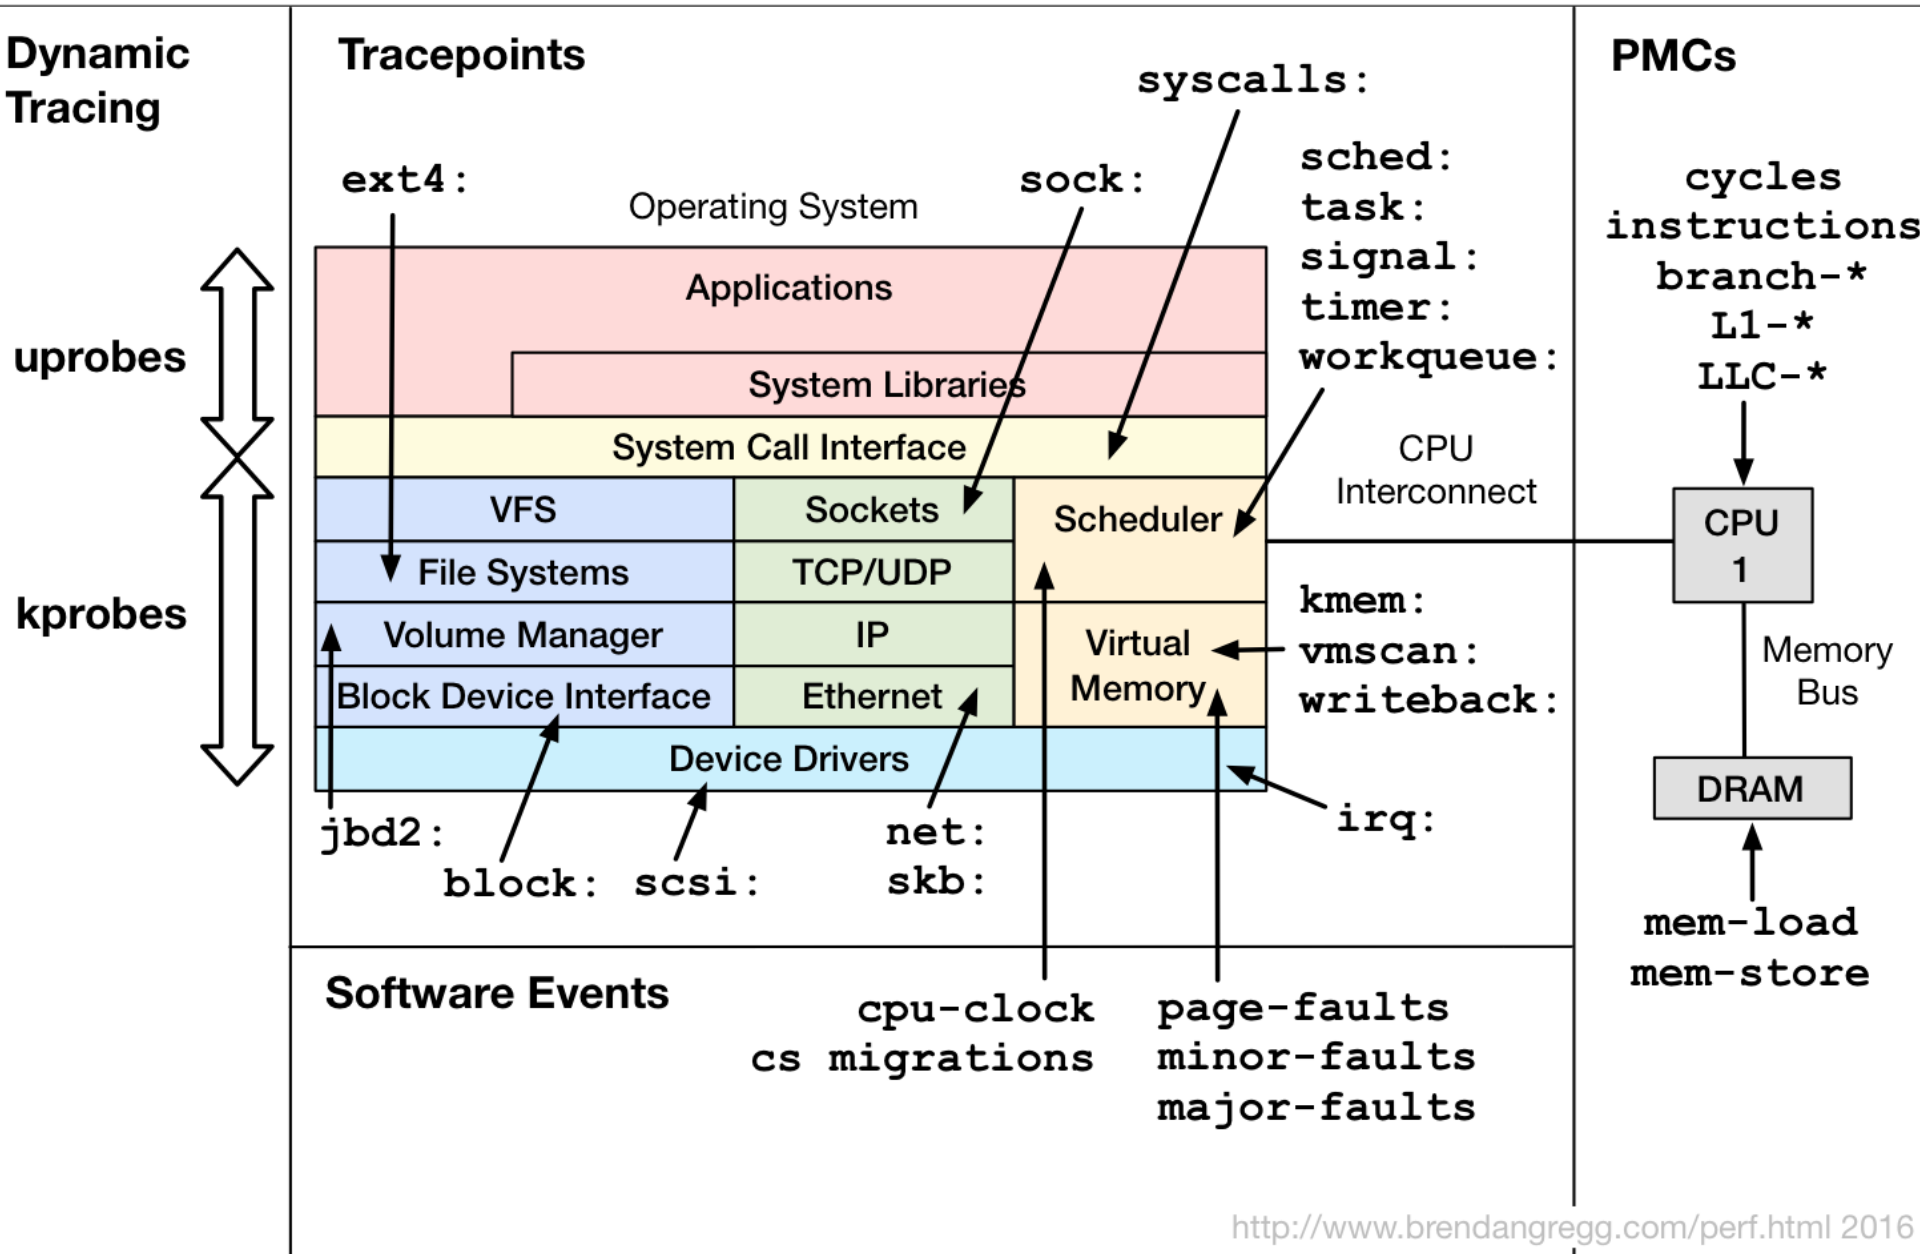 Dynamic
Tracing
uprobes
kprobes
Tracepoints
syscalls:
ext4:
Operating System
sock:
sched:
task:
signal:
timer:
workqueue:
Applications
System Libraries
System Call Interface
VFS
Sockets
Scheduler
File Systems
TCP/UDP
Volume Manager
IP
Virtual
Memory
Block Device Interface
Ethernet
Device Drivers
CPU
Interconnect
kmem:
vmscan:
writeback:
irq:
jbd2:
block:
scsi:
net:
skb:
Software Events
cpu-clock
cs migrations
page-faults
minor-faults
major-faults
PMCs
cycles
instructions
branch-*
L1-*
LLC-*
CPU
1
Memory
Bus
DRAM
mem-load
mem-store
http://www.brendangregg.com/perf.html 2016